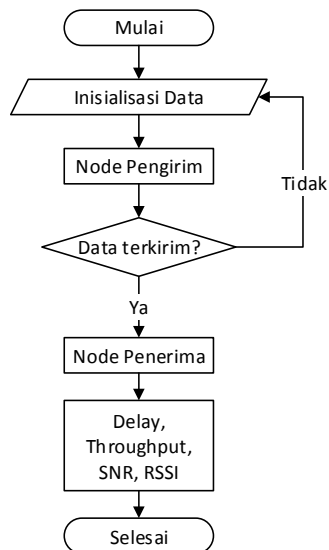 Mulai
Inisialisasi Data
Node Pengirim
Tidak
Data terkirim?
Ya
Node Penerima
Delay,
Throughput,
SNR, RSSI
Selesai